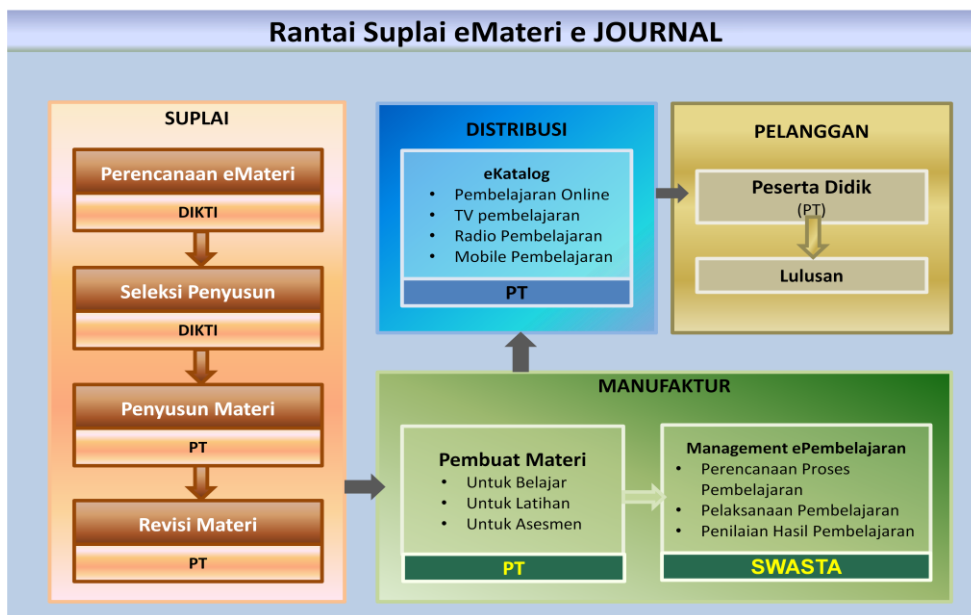 Rantai Suplai eMateri e JOURNAL
SUPLAI
Perencanaan eMateri
DIKTI
Seleksi Penyusun
DIKTI
Penyusun Materi
PT
Revisi Materi
PT
DISTRIBUSI
eKatalog
• Pembelajaran Online
• TV pembelajaran
• Radio Pembelajaran
• Mobile Pembelajaran
PT
PELANGGAN
Peserta Didik
(PT)
Lulusan
MANUFAKTUR
Pembuat Materi
• Untuk Belajar
• Untuk Latihan
• Untuk Asesmen
PT
Management ePembelajaran
• Perencanaan Proses
Pembelajaran
• Pelaksanaan Pembelajaran
• Penilaian Hasil Pembelajaran
SWASTA